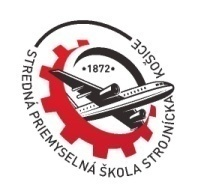 •1872•
STREDNÁ PRIEMYSELNÁ ŠKOLA STROJNÍCKA, KOŠICE